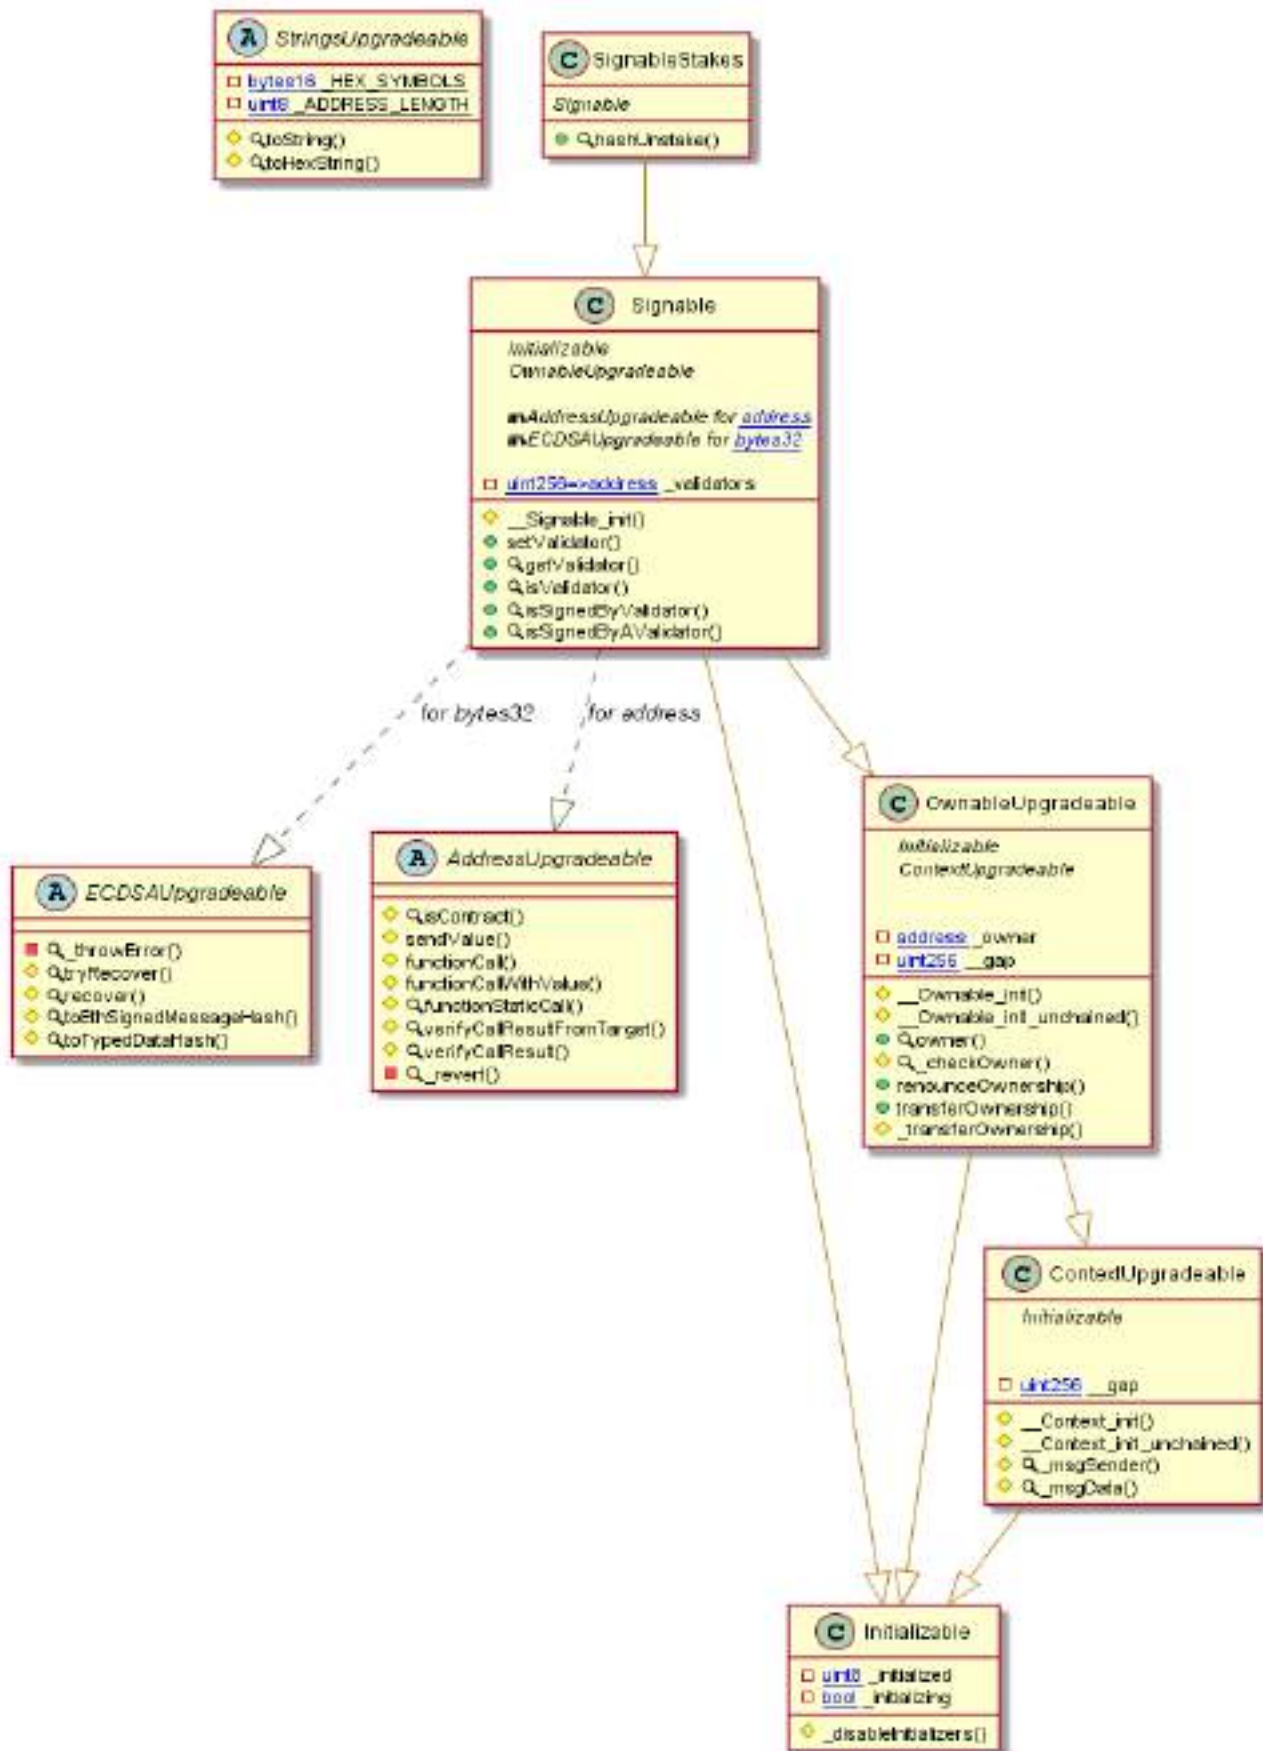 A StringsUpgradeable
bytes16 _HEX_SYMBOLS
uint8 _ADDRESS_LENGTH
toString()
toHexString()
C SignableStakes
Signable
hashUnstake()
C Signable
Initializable
OwnableUpgradeable
AddressUpgradeable for address
ECDSAUpgradeable for bytes32
uint256=>address _validators
__Signable_init()
setValidator()
getValidator()
isValidator()
isSignedByValidator()
isSignedByAValidator()
for bytes32
for address
A ECDSAUpgradeable
_throwError()
tryRecover()
recover()
toEthSignedMessageHash()
toTypedDataHash()
A AddressUpgradeable
isContract()
sendValue()
functionCall()
functionCallWithValue()
functionStaticCall()
verifyCallResultFromTarget()
verifyCallResult()
_revert()
C OwnableUpgradeable
Initializable
ContextUpgradeable
address _owner
uint256 __gap
__Ownable_init()
__Ownable_init_unchained()
owner()
_checkOwner()
renounceOwnership()
transferOwnership()
_transferOwnership()
C ContextUpgradeable
Initializable
uint256 __gap
__Context_init()
__Context_init_unchained()
_msgSender()
_msgData()
C Initializable
uint8 _initialized
bool _initializing
_disableInitializers()